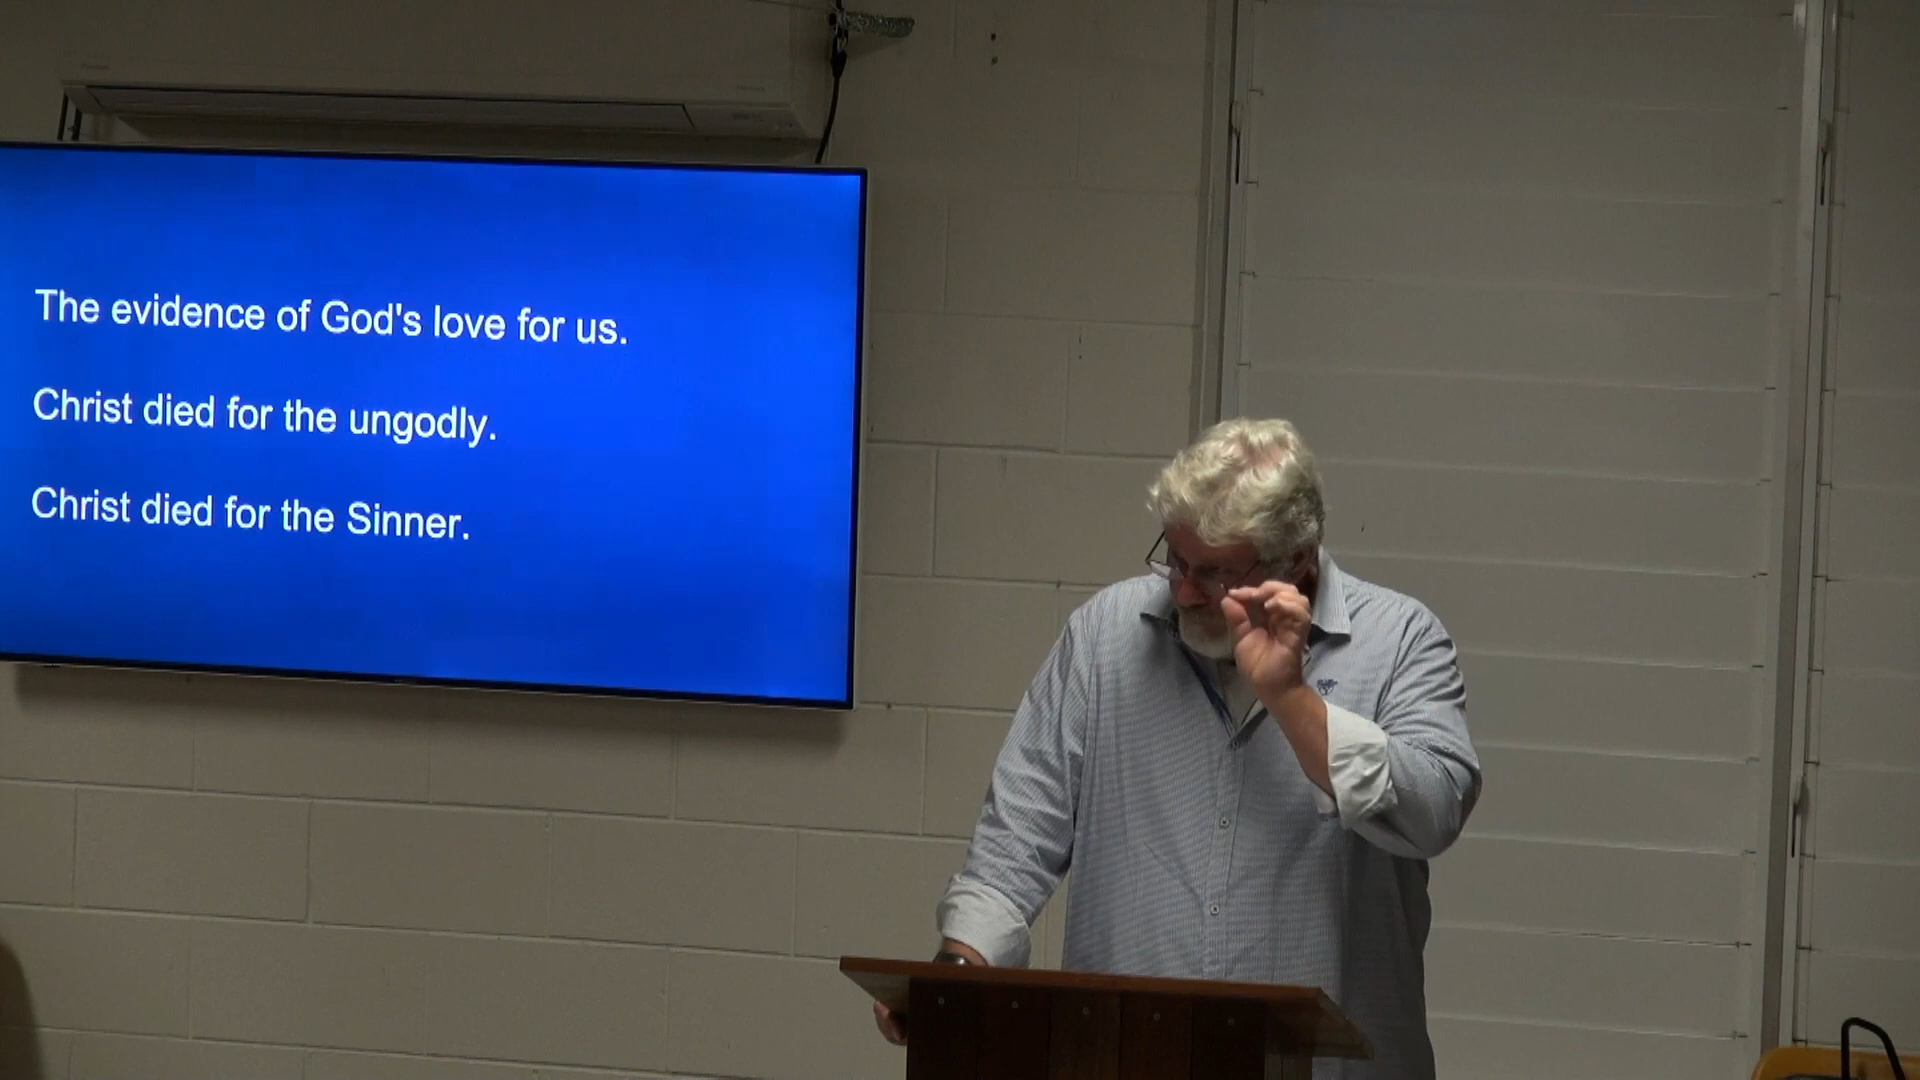 The evidence of God's love for us.
Christ died for the ungodly.
Christ died for the Sinner.